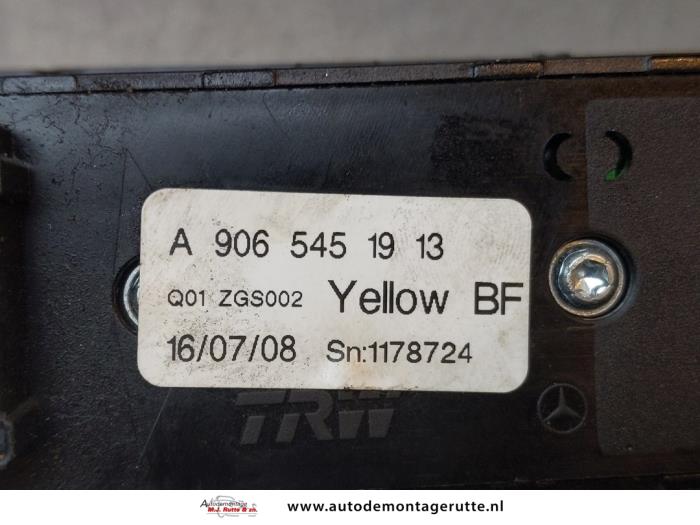 A 906 545 19 13
Q01 ZGS002 Yellow BF
16/07/08 Sn:1178724
TRW
Autodemontage
M.J. Rutte & zn.
www.autodemontagerutte.nl